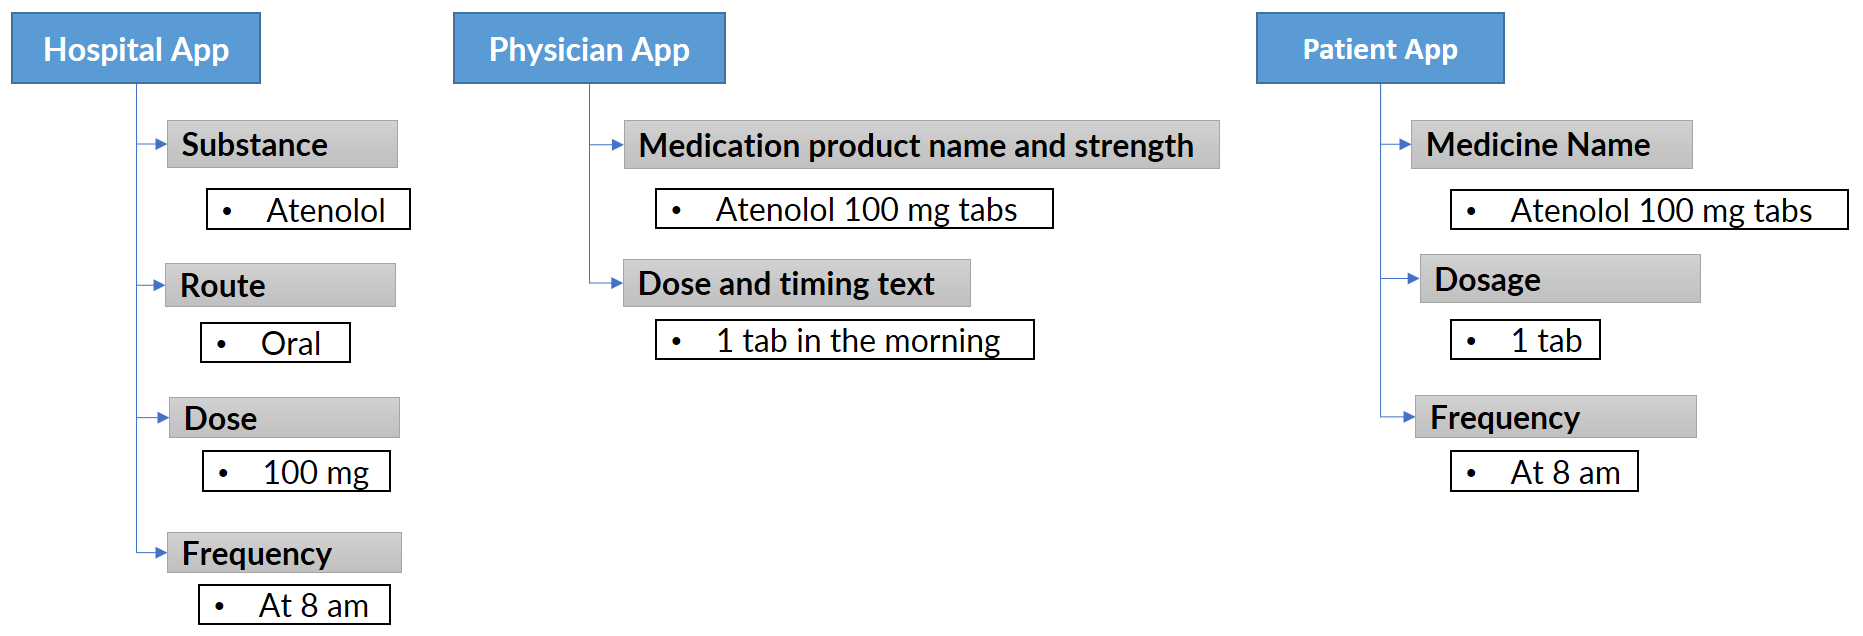 Hospital App
Substance
• Atenolol
Route
• Oral
Dose
• 100 mg
Frequency
• At 8 am
Physician App
Medication product name and strength
• Atenolol 100 mg tabs
Dose and timing text
• 1 tab in the morning
Patient App
Medicine Name
• Atenolol 100 mg tabs
Dosage
• 1 tab
Frequency
• At 8 am